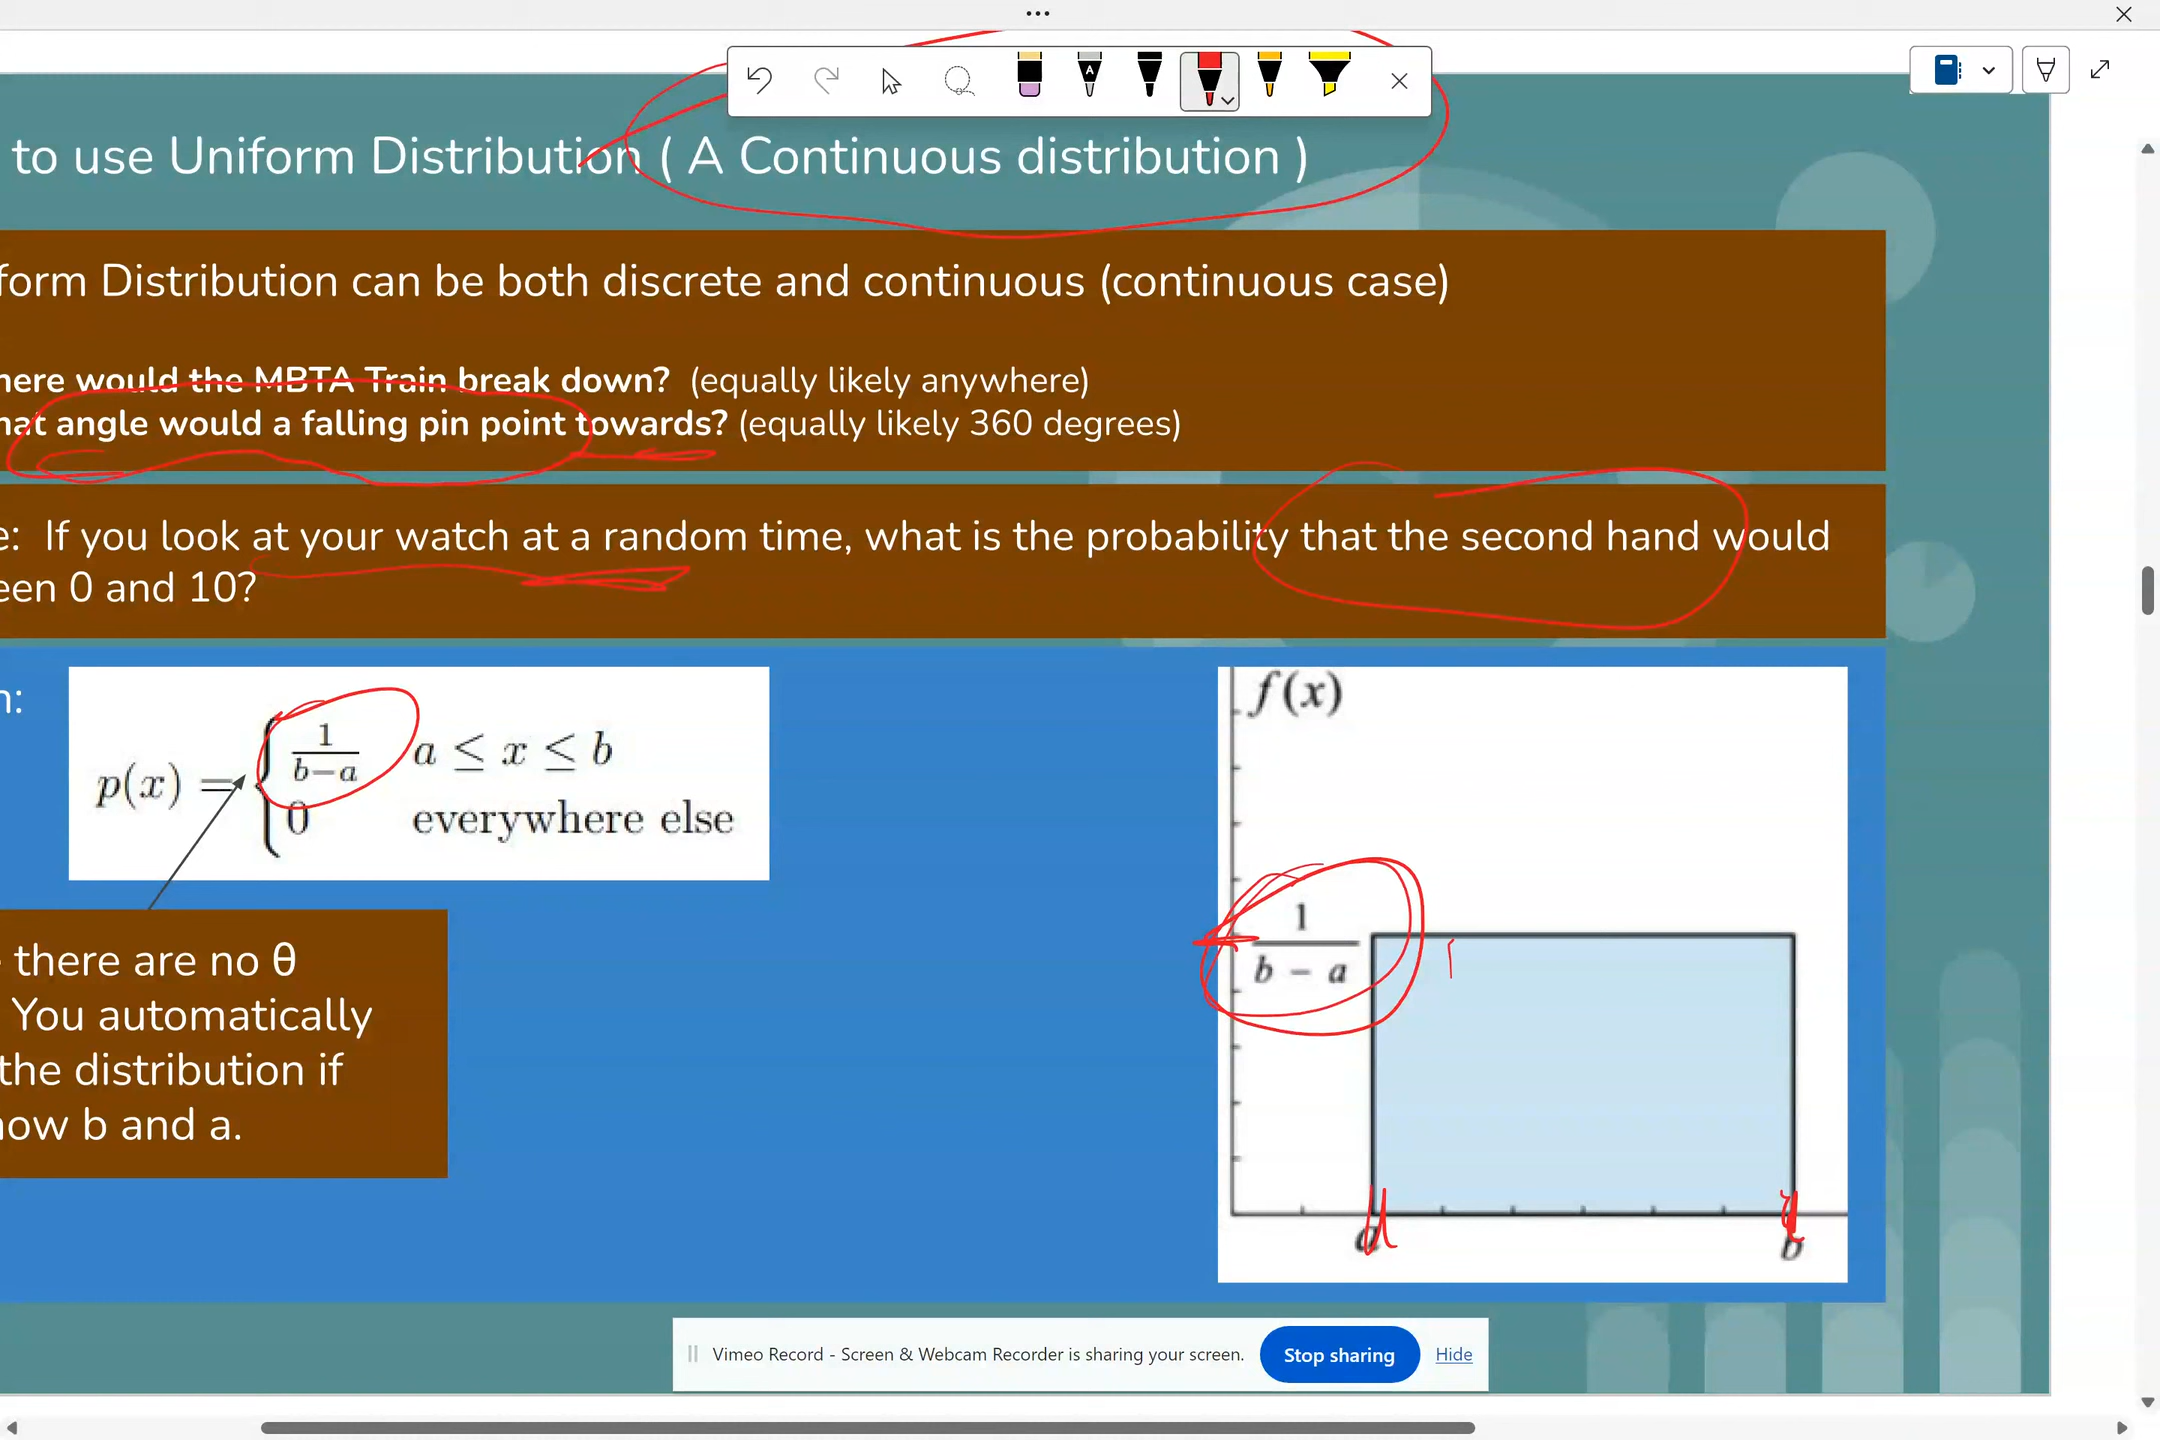 to use Uniform Distribution ( A Continuous distribution )
form Distribution can be both discrete and continuous (continuous case)
here would the MBTA Train break down? (equally likely anywhere)
hat angle would a falling pin point towards? (equally likely 360 degrees)
e: If you look at your watch at a random time, what is the probability that the second hand would
een 0 and 10?
n:
p(x) = { 1/(b−a) a ≤ x ≤ b
0 everywhere else
there are no θ
You automatically
the distribution if
now b and a.
f(x)
1
b − a
a b
Vimeo Record - Screen & Webcam Recorder is sharing your screen. Stop sharing Hide